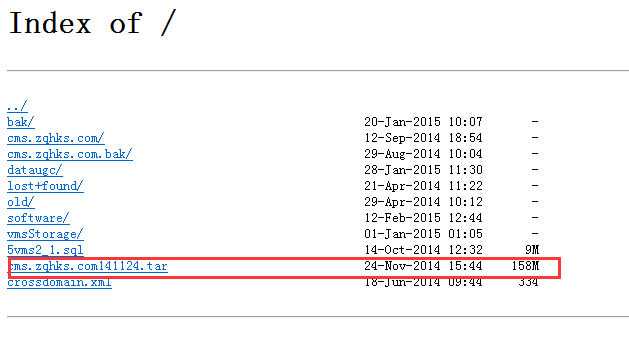 Index of /
../
bak/ 20-Jan-2015 10:07 -
cms.zqhks.com/ 12-Sep-2014 18:54 -
cms.zqhks.com.bak/ 29-Aug-2014 10:04 -
dataugc/ 28-Jan-2015 11:30 -
lost+found/ 21-Apr-2014 11:22 -
old/ 29-Apr-2014 10:12 -
software/ 12-Feb-2015 12:44 -
vmsStorage/ 01-Jan-2015 01:05 -
5vms2_1.sql 14-Oct-2014 12:32 9M
cms.zqhks.com141124.tar 24-Nov-2014 15:44 158M
crossdomain.xml 18-Jun-2014 09:44 334